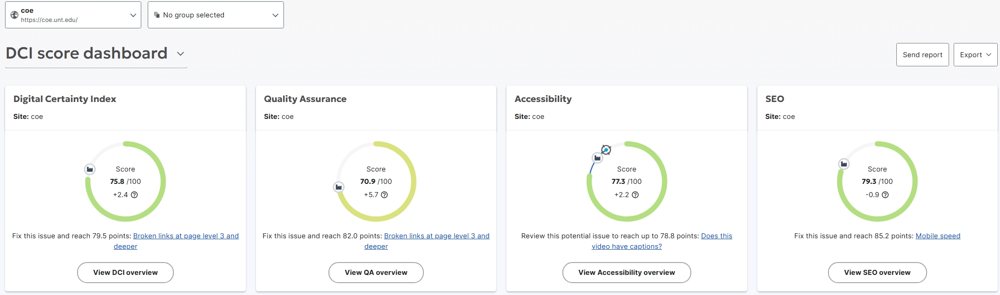 coe
https://coe.unt.edu/
No group selected
DCI score dashboard
Send report
Export
Digital Certainty Index
Site: coe
Score
75.8 /100
+2.4
Fix this issue and reach 79.5 points: Broken links at page level 3 and
deeper
View DCI overview
Quality Assurance
Site: coe
Score
70.9 /100
+5.7
Fix this issue and reach 82.0 points: Broken links at page level 3 and
deeper
View QA overview
Accessibility
Site: coe
Score
77.3 /100
+2.2
Review this potential issue to reach up to 78.8 points: Does this
video have captions?
View Accessibility overview
SEO
Site: coe
Score
79.3 /100
-0.9
Fix this issue and reach 85.2 points: Mobile speed
View SEO overview